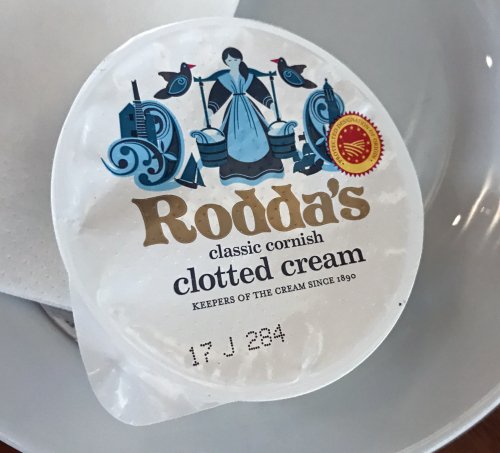 Rodda's
classic cornish
clotted cream
KEEPERS OF THE CREAM SINCE 1890
17 J 284